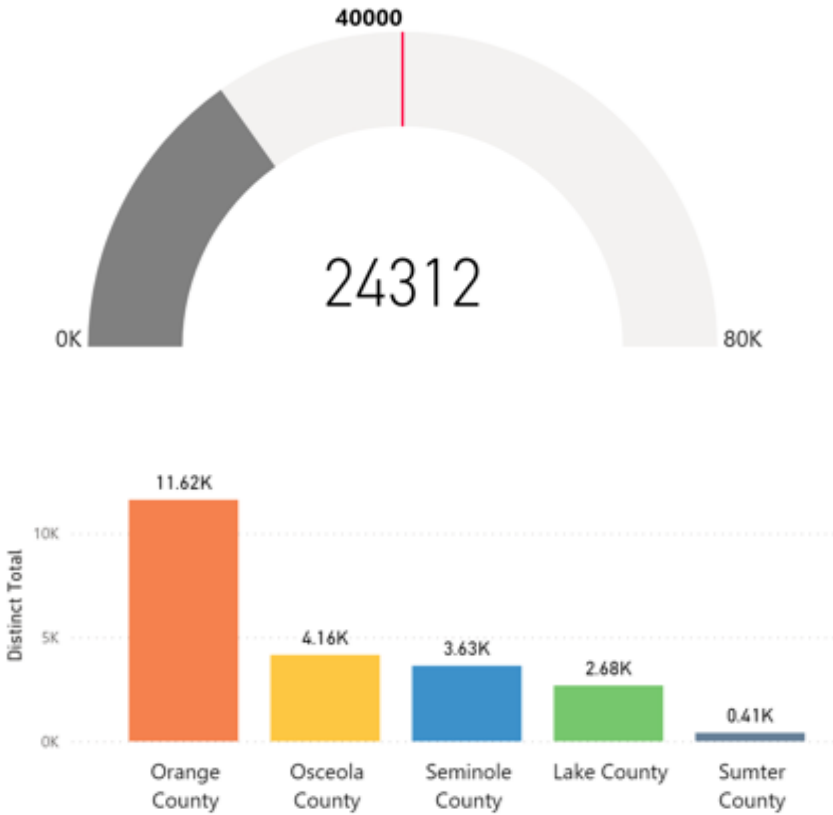 40000
24312
0K
80K
11.62K
10K
Distinct Total
5K
4.16K
3.63K
2.68K
0.41K
0K
Orange
County
Osceola
County
Seminole
County
Lake County
Sumter
County